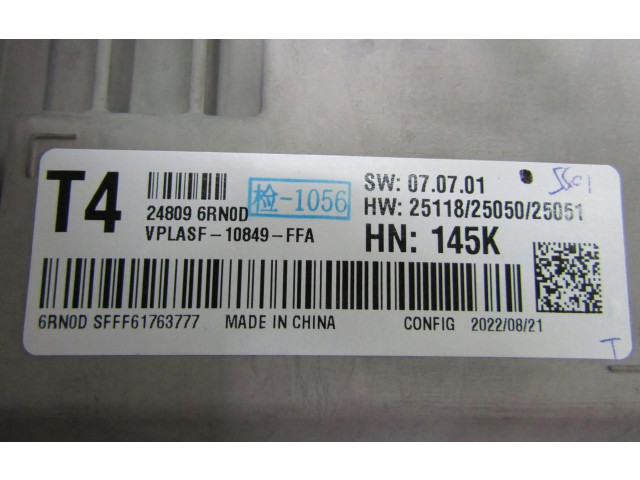 T4
24809 6RN0D
检-1056
VPLASF-10849-FFA
SW: 07.07.01
HW: 25118/25050/25051
HN: 145K
6RN0D SFFF61763777 MADE IN CHINA CONFIG 2022/08/21
T